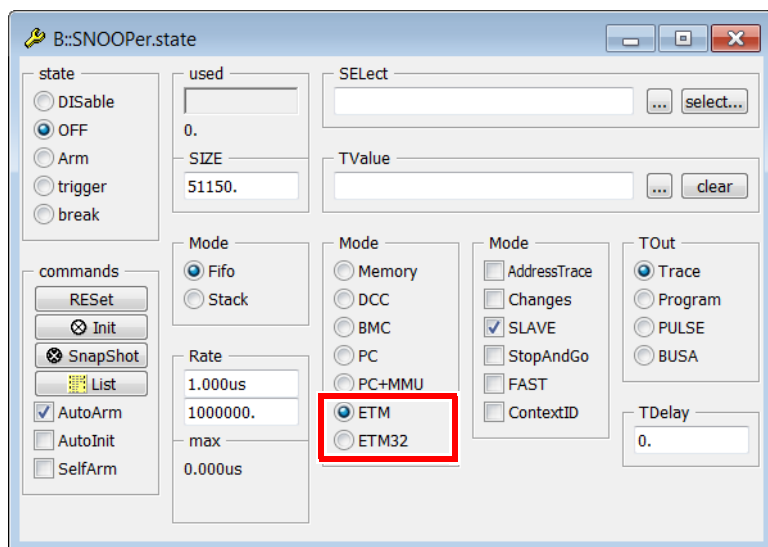 B::SNOOPer.state
state
DISable
OFF
Arm
trigger
break
used
0.
SIZE
51150.
SELect
... select...
TValue
... clear
commands
RESet
Init
SnapShot
List
AutoArm
AutoInit
SelfArm
Mode
Fifo
Stack
Rate
1.000us
1000000.
max
0.000us
Mode
Memory
DCC
BMC
PC
PC+MMU
ETM
ETM32
Mode
AddressTrace
Changes
SLAVE
StopAndGo
FAST
ContextID
TOut
Trace
Program
PULSE
BUSA
TDelay
0.